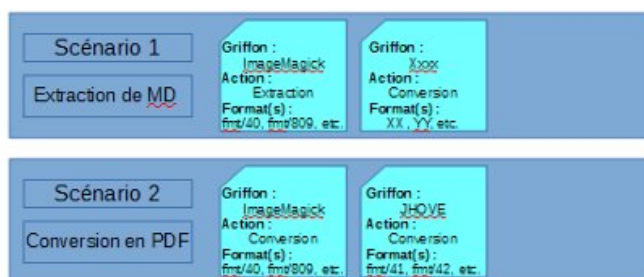 Scénario 1
Extraction de MD
Griffon :
ImageMagick
Action :
Extraction
Format(s) :
fmt/40, fmt/809, etc.
Griffon :
Xxxx
Action :
Conversion
Format(s) :
XX , YY, etc.
Scénario 2
Conversion en PDF
Griffon :
ImageMagick
Action :
Conversion
Format(s) :
fmt/40, fmt/809, etc.
Griffon :
JHOVE
Action :
Conversion
Format(s) :
fmt/41, fmt/42, etc.